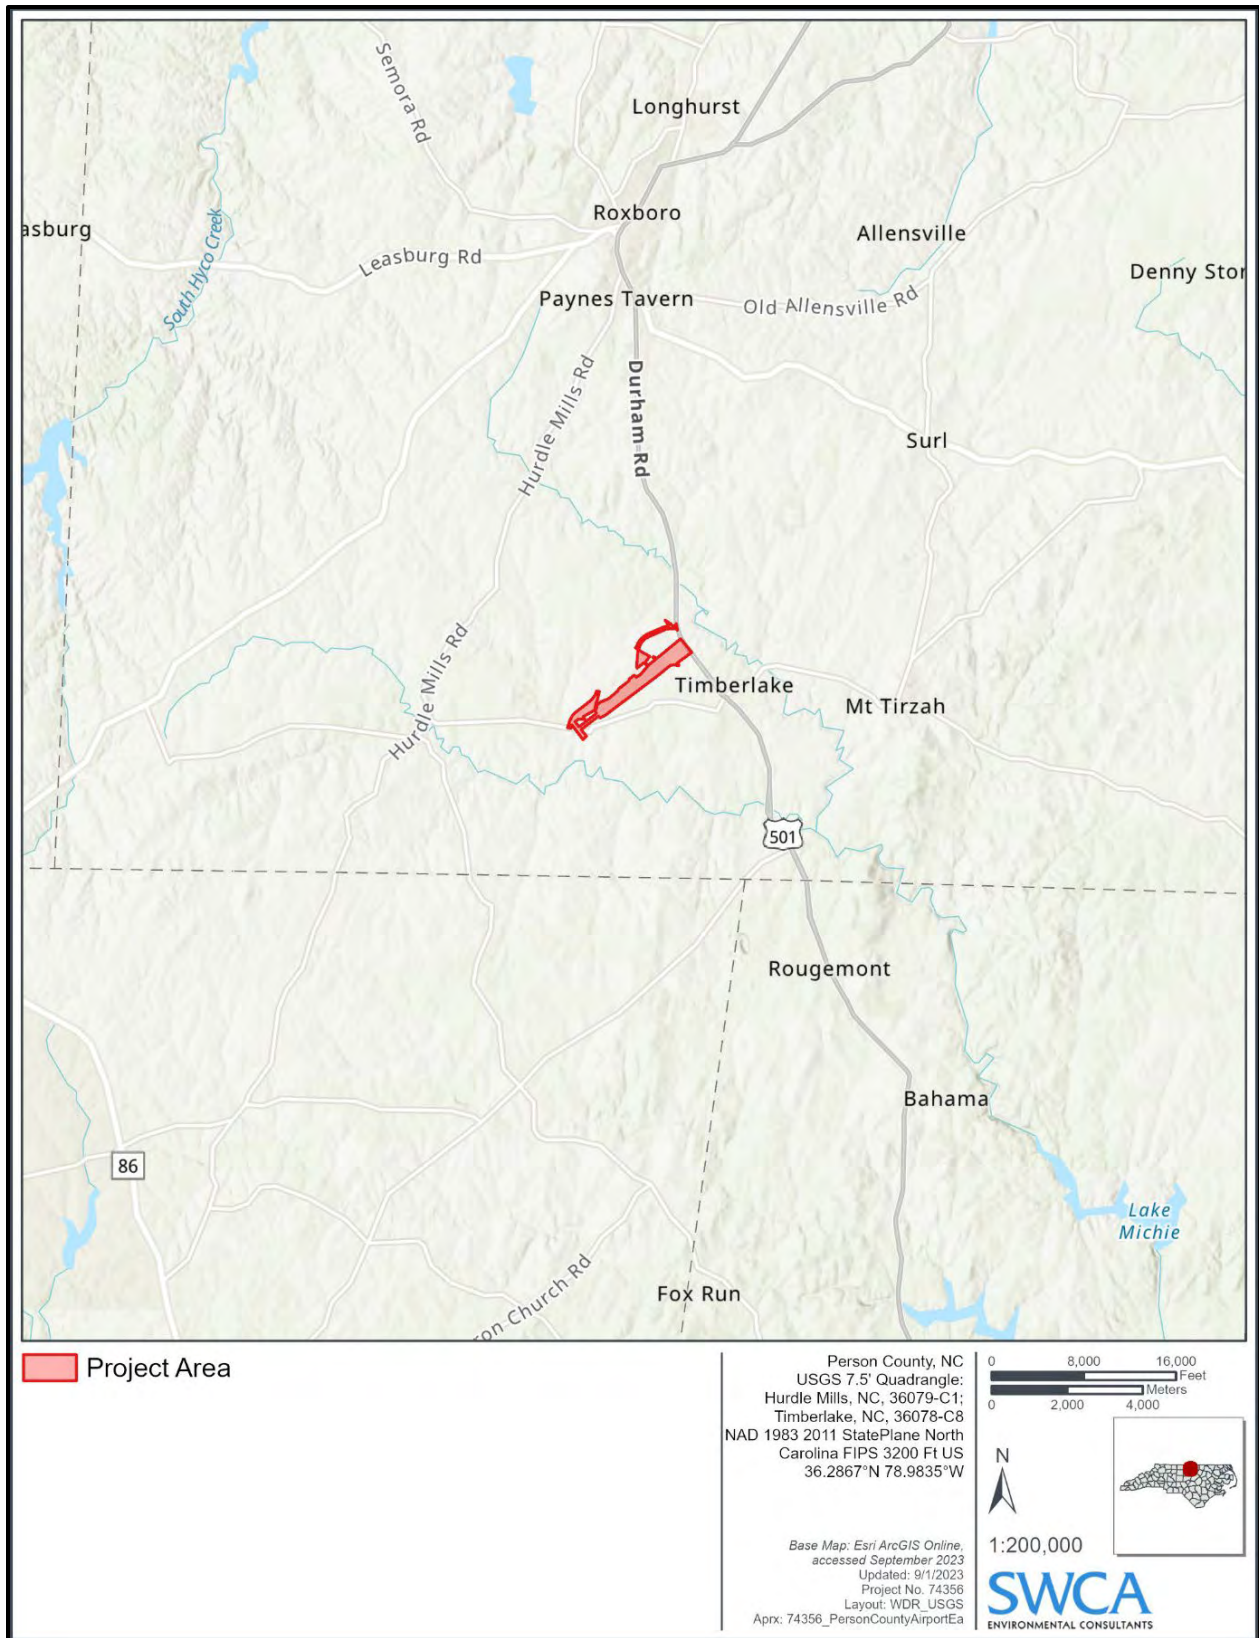 Semora Rd
Longhurst
Roxboro
asburg
Allensville
South Hyco Creek
Leasburg Rd
Denny Stor
Paynes Tavern
Old Allensville Rd
Hurdle Mills Rd
Durham Rd
Surl
Hurdle Mills Rd
Timberlake
Mt Tirzah
501
Rougemont
Bahama
86
Lake
Michie
ron Church Rd
Fox Run
Project Area
Person County, NC
USGS 7.5' Quadrangle:
Hurdle Mills, NC, 36079-C1;
Timberlake, NC, 36078-C8
NAD 1983 2011 StatePlane North
Carolina FIPS 3200 Ft US
36.2867°N 78.9835°W
Base Map: Esri ArcGIS Online,
accessed September 2023
Updated: 9/1/2023
Project No. 74356
Layout: WDR_USGS
Aprx: 74356_PersonCountyAirportEa
0 8,000 16,000
Feet
Meters
0 2,000 4,000
N
1:200,000
SWCA
ENVIRONMENTAL CONSULTANTS